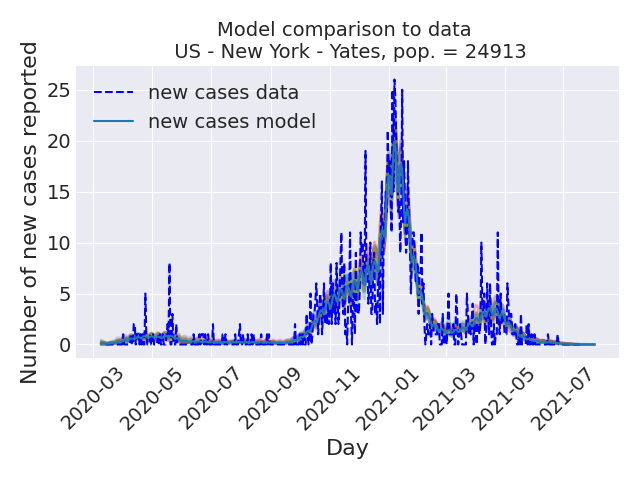 Model comparison to data
US - New York - Yates, pop. = 24913
Number of new cases reported
25
20
15
10
5
0
new cases data
new cases model
2020-03
2020-05
2020-07
2020-09
2020-11
2021-01
2021-03
2021-05
2021-07
Day